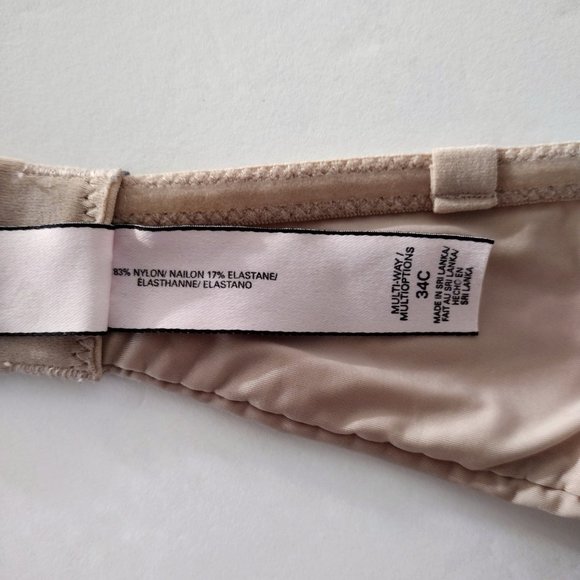 83% NYLON/ NAILON 17% ELASTANE/
ÉLASTHANNE/ ELASTANO
MULTI-WAY /
MULTIOPTIONS
34C
MADE IN SRI LANKA/
FAIT AU SRI LANKA/
HECHO EN
SRI LANKA